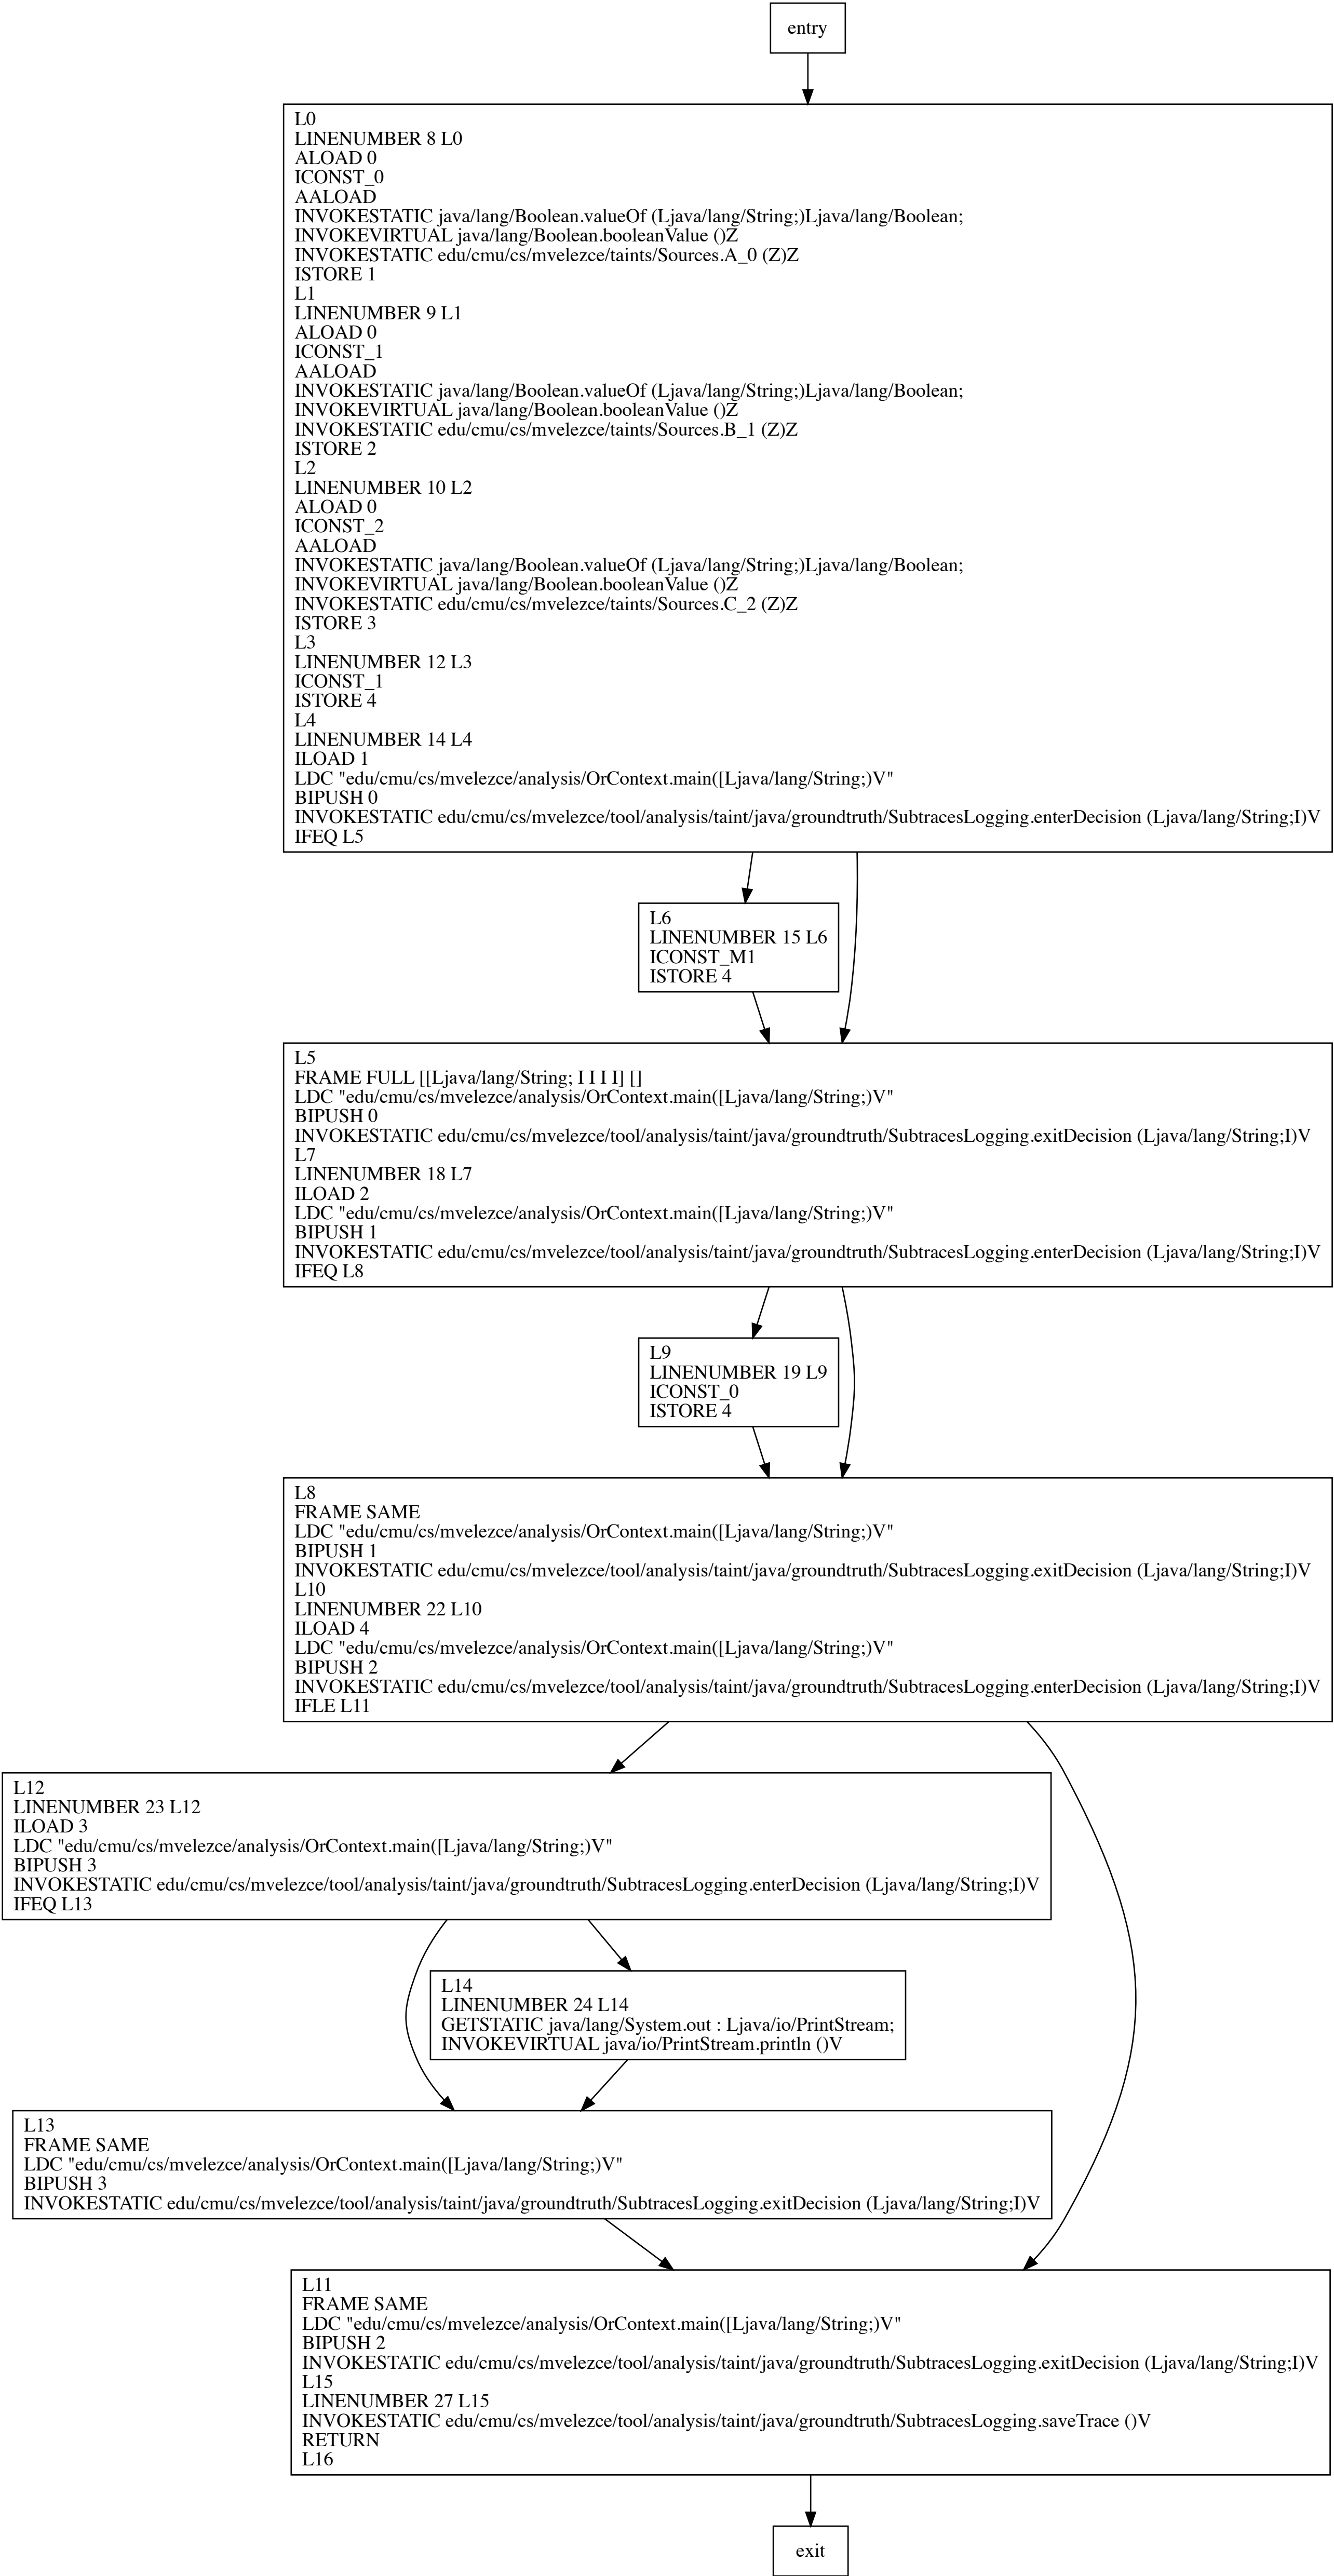 entry
L0
LINENUMBER 8 L0
ALOAD 0
ICONST_0
AALOAD
INVOKESTATIC java/lang/Boolean.valueOf (Ljava/lang/String;)Ljava/lang/Boolean;
INVOKEVIRTUAL java/lang/Boolean.booleanValue ()Z
INVOKESTATIC edu/cmu/cs/mvelezce/taints/Sources.A_0 (Z)Z
ISTORE 1
L1
LINENUMBER 9 L1
ALOAD 0
ICONST_1
AALOAD
INVOKESTATIC java/lang/Boolean.valueOf (Ljava/lang/String;)Ljava/lang/Boolean;
INVOKEVIRTUAL java/lang/Boolean.booleanValue ()Z
INVOKESTATIC edu/cmu/cs/mvelezce/taints/Sources.B_1 (Z)Z
ISTORE 2
L2
LINENUMBER 10 L2
ALOAD 0
ICONST_2
AALOAD
INVOKESTATIC java/lang/Boolean.valueOf (Ljava/lang/String;)Ljava/lang/Boolean;
INVOKEVIRTUAL java/lang/Boolean.booleanValue ()Z
INVOKESTATIC edu/cmu/cs/mvelezce/taints/Sources.C_2 (Z)Z
ISTORE 3
L3
LINENUMBER 12 L3
ICONST_1
ISTORE 4
L4
LINENUMBER 14 L4
ILOAD 1
LDC "edu/cmu/cs/mvelezce/analysis/OrContext.main([Ljava/lang/String;)V"
BIPUSH 0
INVOKESTATIC edu/cmu/cs/mvelezce/tool/analysis/taint/java/groundtruth/SubtracesLogging.enterDecision (Ljava/lang/String;I)V
IFEQ L5
L6
LINENUMBER 15 L6
ICONST_M1
ISTORE 4
L5
FRAME FULL [[Ljava/lang/String; I I I I] []
LDC "edu/cmu/cs/mvelezce/analysis/OrContext.main([Ljava/lang/String;)V"
BIPUSH 0
INVOKESTATIC edu/cmu/cs/mvelezce/tool/analysis/taint/java/groundtruth/SubtracesLogging.exitDecision (Ljava/lang/String;I)V
L7
LINENUMBER 18 L7
ILOAD 2
LDC "edu/cmu/cs/mvelezce/analysis/OrContext.main([Ljava/lang/String;)V"
BIPUSH 1
INVOKESTATIC edu/cmu/cs/mvelezce/tool/analysis/taint/java/groundtruth/SubtracesLogging.enterDecision (Ljava/lang/String;I)V
IFEQ L8
L9
LINENUMBER 19 L9
ICONST_0
ISTORE 4
L8
FRAME SAME
LDC "edu/cmu/cs/mvelezce/analysis/OrContext.main([Ljava/lang/String;)V"
BIPUSH 1
INVOKESTATIC edu/cmu/cs/mvelezce/tool/analysis/taint/java/groundtruth/SubtracesLogging.exitDecision (Ljava/lang/String;I)V
L10
LINENUMBER 22 L10
ILOAD 4
LDC "edu/cmu/cs/mvelezce/analysis/OrContext.main([Ljava/lang/String;)V"
BIPUSH 2
INVOKESTATIC edu/cmu/cs/mvelezce/tool/analysis/taint/java/groundtruth/SubtracesLogging.enterDecision (Ljava/lang/String;I)V
IFLE L11
L12
LINENUMBER 23 L12
ILOAD 3
LDC "edu/cmu/cs/mvelezce/analysis/OrContext.main([Ljava/lang/String;)V"
BIPUSH 3
INVOKESTATIC edu/cmu/cs/mvelezce/tool/analysis/taint/java/groundtruth/SubtracesLogging.enterDecision (Ljava/lang/String;I)V
IFEQ L13
L14
LINENUMBER 24 L14
GETSTATIC java/lang/System.out : Ljava/io/PrintStream;
INVOKEVIRTUAL java/io/PrintStream.println ()V
L13
FRAME SAME
LDC "edu/cmu/cs/mvelezce/analysis/OrContext.main([Ljava/lang/String;)V"
BIPUSH 3
INVOKESTATIC edu/cmu/cs/mvelezce/tool/analysis/taint/java/groundtruth/SubtracesLogging.exitDecision (Ljava/lang/String;I)V
L11
FRAME SAME
LDC "edu/cmu/cs/mvelezce/analysis/OrContext.main([Ljava/lang/String;)V"
BIPUSH 2
INVOKESTATIC edu/cmu/cs/mvelezce/tool/analysis/taint/java/groundtruth/SubtracesLogging.exitDecision (Ljava/lang/String;I)V
L15
LINENUMBER 27 L15
INVOKESTATIC edu/cmu/cs/mvelezce/tool/analysis/taint/java/groundtruth/SubtracesLogging.saveTrace ()V
RETURN
L16
exit